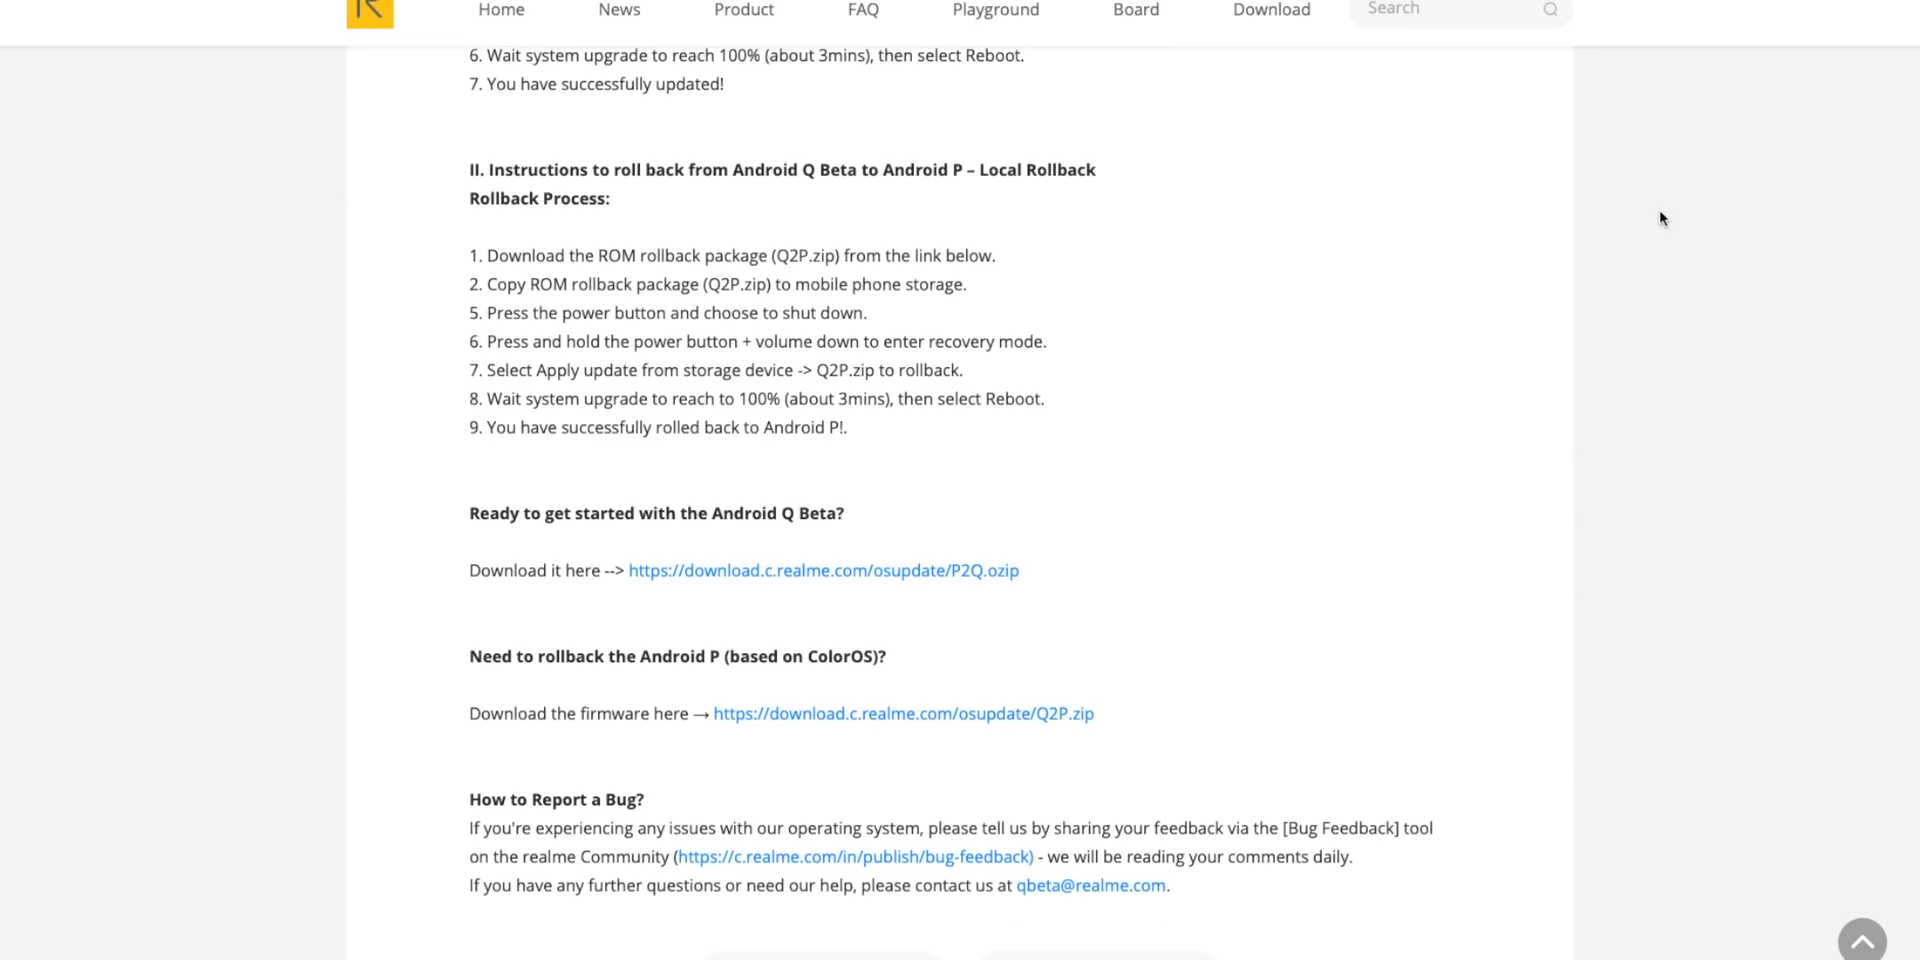 Home News Product FAQ Playground Board Download Search
6. Wait system upgrade to reach 100% (about 3mins), then select Reboot.
7. You have successfully updated!
II. Instructions to roll back from Android Q Beta to Android P – Local Rollback
Rollback Process:
1. Download the ROM rollback package (Q2P.zip) from the link below.
2. Copy ROM rollback package (Q2P.zip) to mobile phone storage.
5. Press the power button and choose to shut down.
6. Press and hold the power button + volume down to enter recovery mode.
7. Select Apply update from storage device -> Q2P.zip to rollback.
8. Wait system upgrade to reach to 100% (about 3mins), then select Reboot.
9. You have successfully rolled back to Android P!.
Ready to get started with the Android Q Beta?
Download it here --> https://download.c.realme.com/osupdate/P2Q.ozip
Need to rollback the Android P (based on ColorOS)?
Download the firmware here → https://download.c.realme.com/osupdate/Q2P.zip
How to Report a Bug?
If you're experiencing any issues with our operating system, please tell us by sharing your feedback via the [Bug Feedback] tool
on the realme Community (https://c.realme.com/in/publish/bug-feedback) - we will be reading your comments daily.
If you have any further questions or need our help, please contact us at qbeta@realme.com.